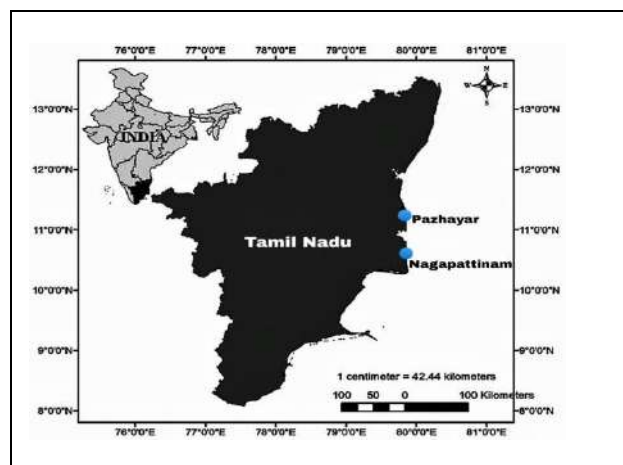 76°0'0"E 77°0'0"E 78°0'0"E 79°0'0"E 80°0'0"E 81°0'0"E
N
W E
S
13°0'0"N 13°0'0"N
INDIA
12°0'0"N 12°0'0"N
Pazhayar
11°0'0"N 11°0'0"N
Tamil Nadu
Nagapattinam
10°0'0"N 10°0'0"N
9°0'0"N 9°0'0"N
1 centimeter = 42.44 kilometers
100 50 0 100 Kilometers
8°0'0"N 8°0'0"N
76°0'0"E 77°0'0"E 78°0'0"E 79°0'0"E 80°0'0"E 81°0'0"E